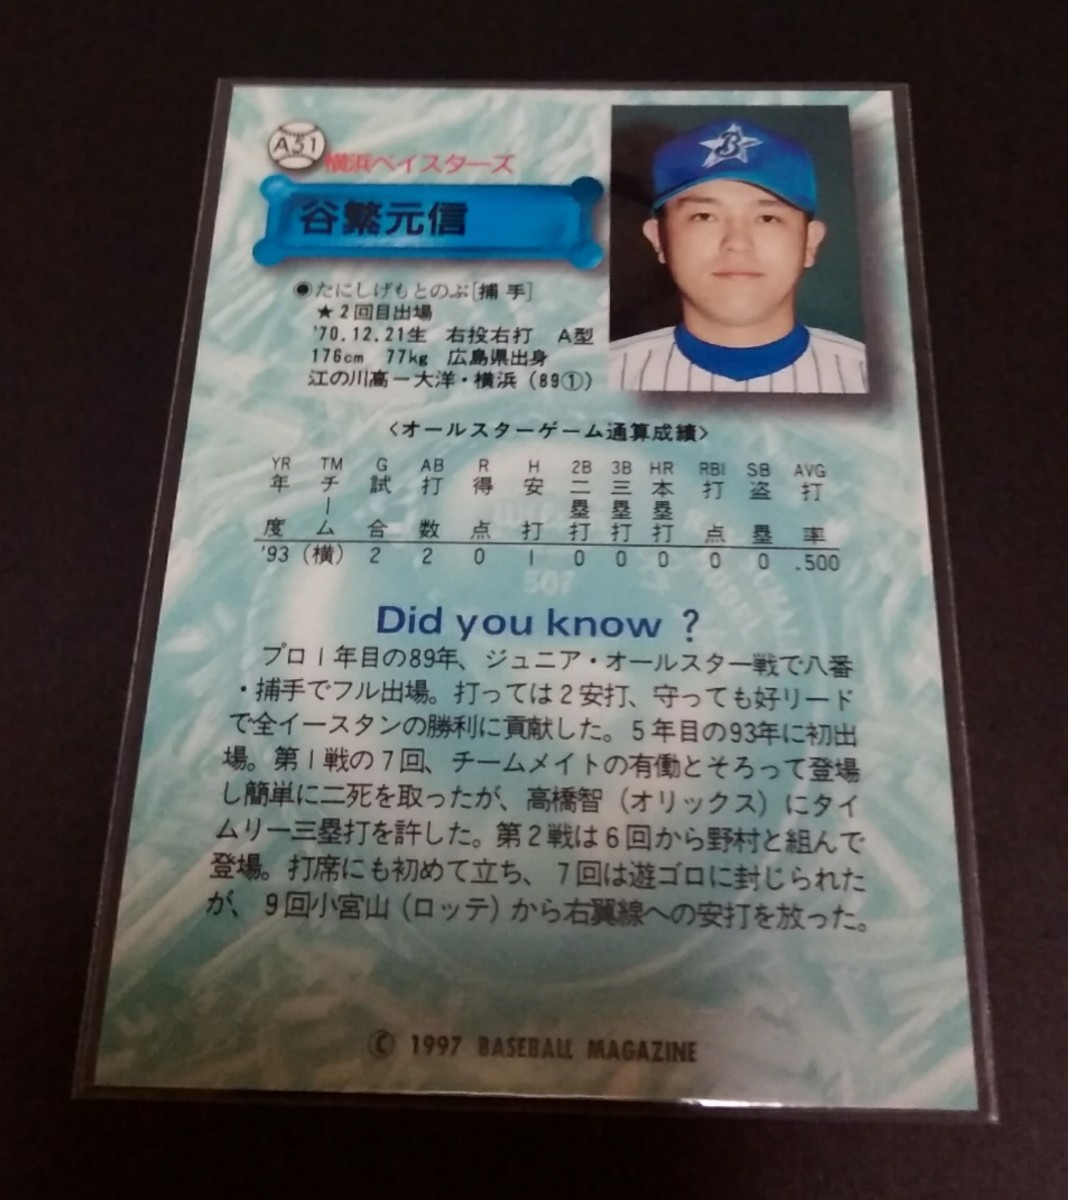 A51
横浜ベイスターズ
B
谷繁元信
◉たにしげもとのぶ[捕手]
★2回目出場
'70.12.21生 右投右打 A型
176cm 77kg 広島県出身
江の川高ー大洋・横浜(89①)
〈オールスターゲーム通算成績〉
YR TM G AB R H 2B 3B HR RBI SB AVG
年度 チーム 試合 打数 得点 安打 二塁打 三塁打 本塁打 打点 盗塁 打率
'93 (横) 2 2 0 1 0 0 0 0 0 .500
Did you know ?
プロ1年目の89年、ジュニア・オールスター戦で八番
・捕手でフル出場。打っては2安打、守っても好リード
で全イースタンの勝利に貢献した。5年目の93年に初出
場。第1戦の7回、チームメイトの有働とそろって登場
し簡単に二死を取ったが、高橋智(オリックス)にタイ
ムリー三塁打を許した。第2戦は6回から野村と組んで
登場。打席にも初めて立ち、7回は遊ゴロに封じられた
が、9回小宮山(ロッテ)から右翼線への安打を放った。
© 1997 BASEBALL MAGAZINE